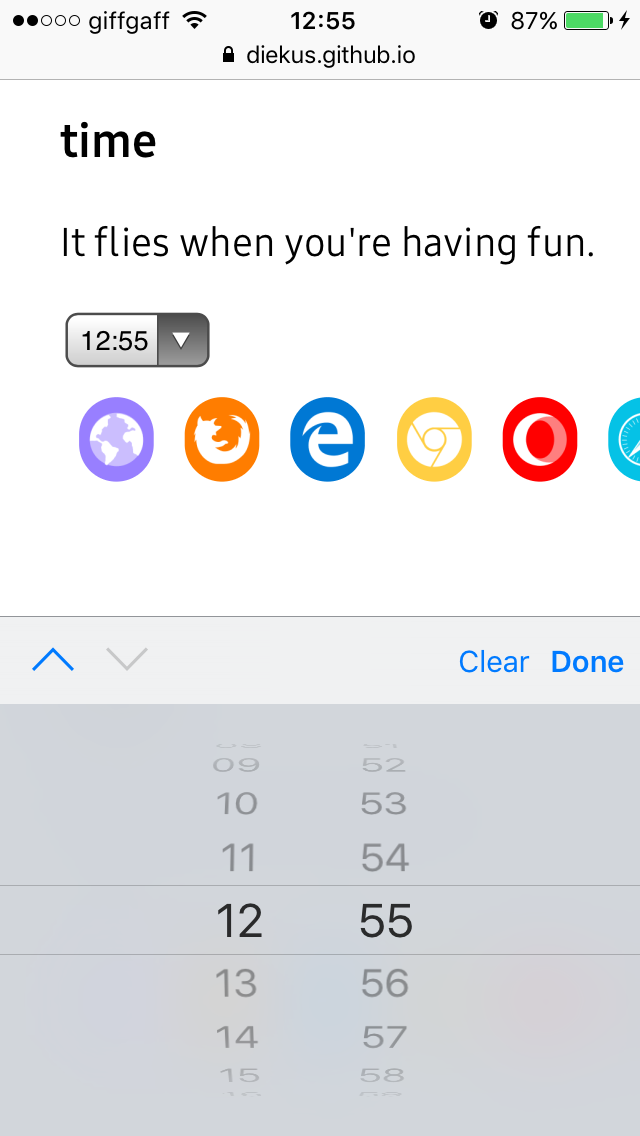 giffgaff 12:55 87%
diekus.github.io
time
It flies when you're having fun.
12:55
Clear Done
09 52
10 53
11 54
12 55
13 56
14 57
15 58